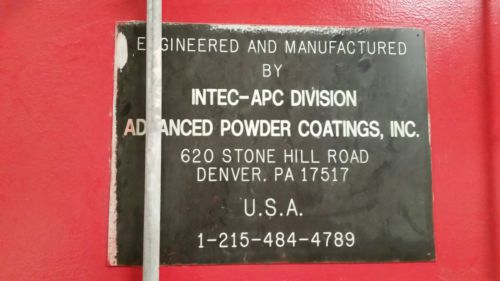 ENGINEERED AND MANUFACTURED
BY
INTEC-APC DIVISION
ADVANCED POWDER COATINGS, INC.
620 STONE HILL ROAD
DENVER, PA 17517
U.S.A.
1-215-484-4789